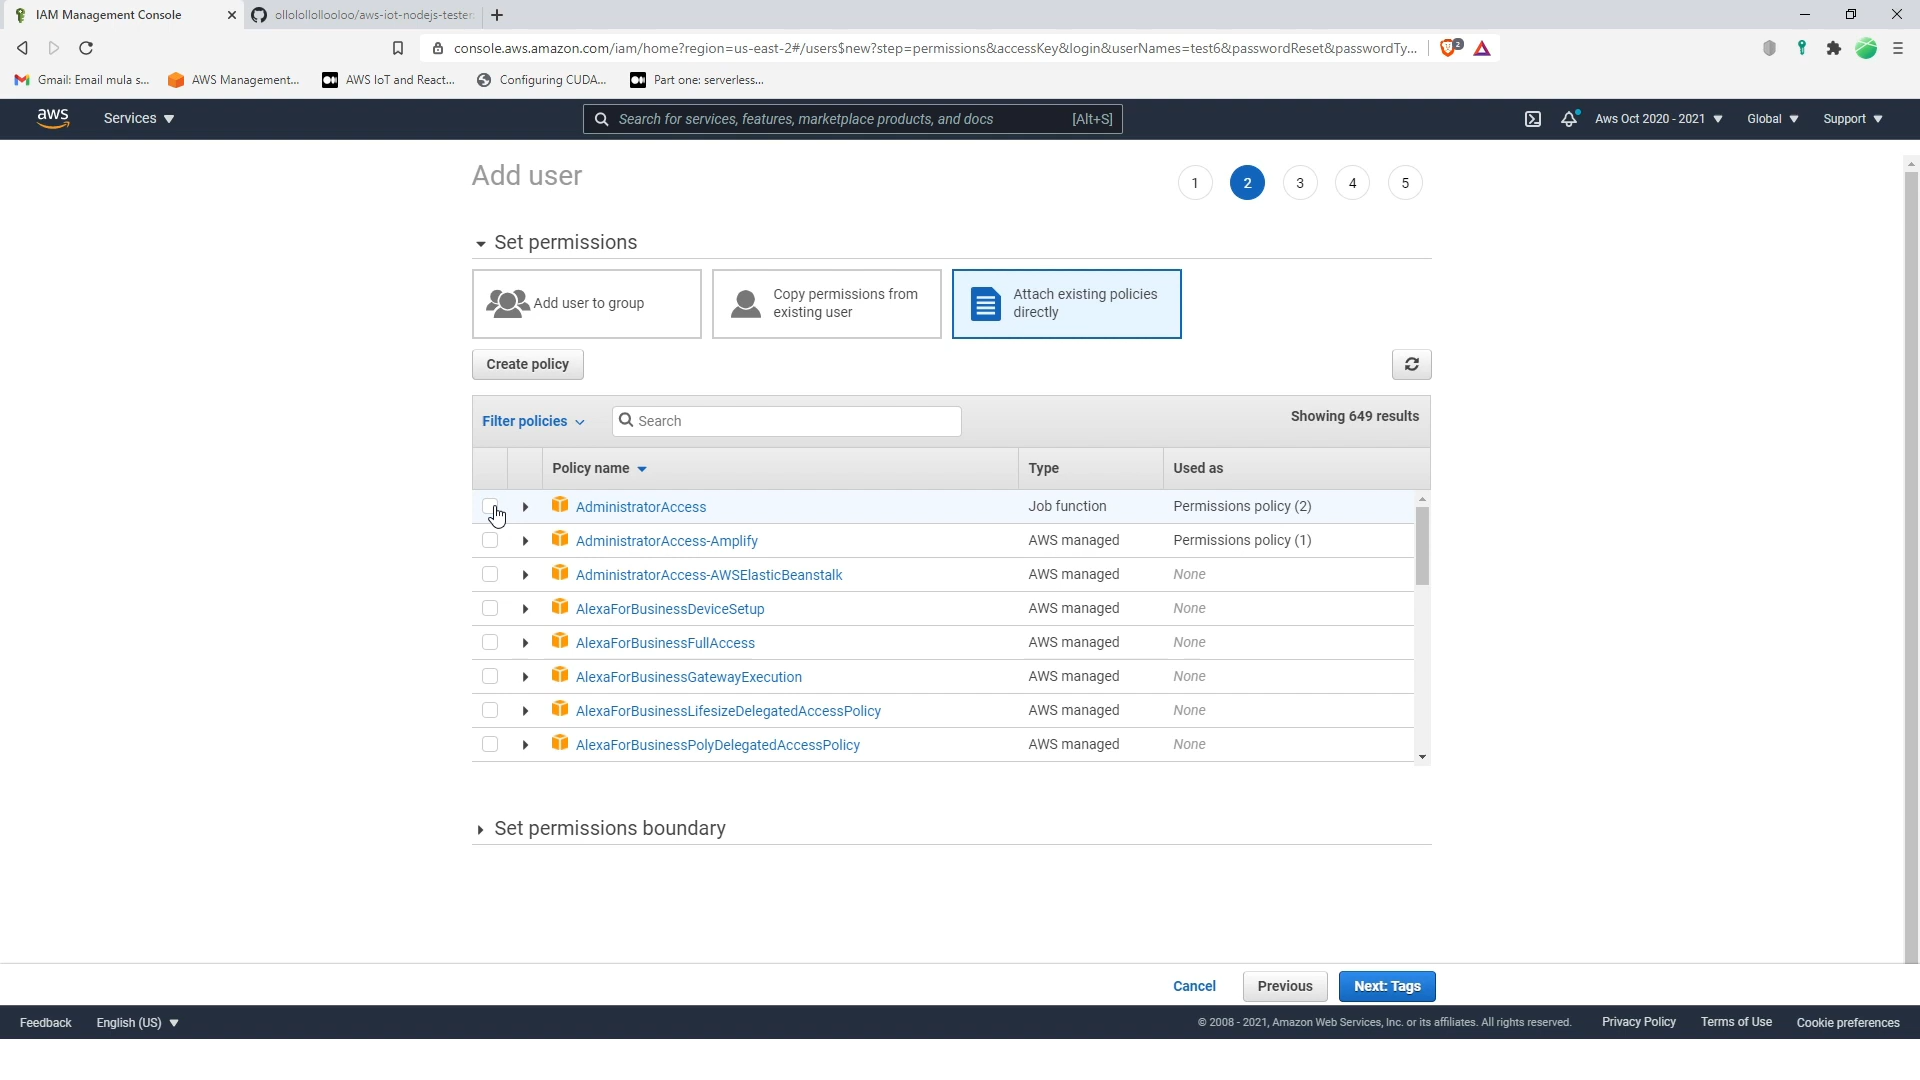 IAM Management Console
ollolollollooloo/aws-iot-nodejs-tester
console.aws.amazon.com/iam/home?region=us-east-2#/users$new?step=permissions&accessKey&login&userNames=test6&passwordReset&passwordTy...
2
Gmail: Email mula s...
AWS Management...
AWS IoT and React...
Configuring CUDA...
Part one: serverless...
aws
Services
Search for services, features, marketplace products, and docs
[Alt+S]
Aws Oct 2020 - 2021
Global
Support
Add user
1
2
3
4
5
Set permissions
Add user to group
Copy permissions from
existing user
Attach existing policies
directly
Create policy
Filter policies
Search
Showing 649 results
Policy name
Type
Used as
AdministratorAccess
Job function
Permissions policy (2)
AdministratorAccess-Amplify
AWS managed
Permissions policy (1)
AdministratorAccess-AWSElasticBeanstalk
AWS managed
None
AlexaForBusinessDeviceSetup
AWS managed
None
AlexaForBusinessFullAccess
AWS managed
None
AlexaForBusinessGatewayExecution
AWS managed
None
AlexaForBusinessLifesizeDelegatedAccessPolicy
AWS managed
None
AlexaForBusinessPolyDelegatedAccessPolicy
AWS managed
None
Set permissions boundary
Cancel
Previous
Next: Tags
Feedback
English (US)
© 2008 - 2021, Amazon Web Services, Inc. or its affiliates. All rights reserved.
Privacy Policy
Terms of Use
Cookie preferences